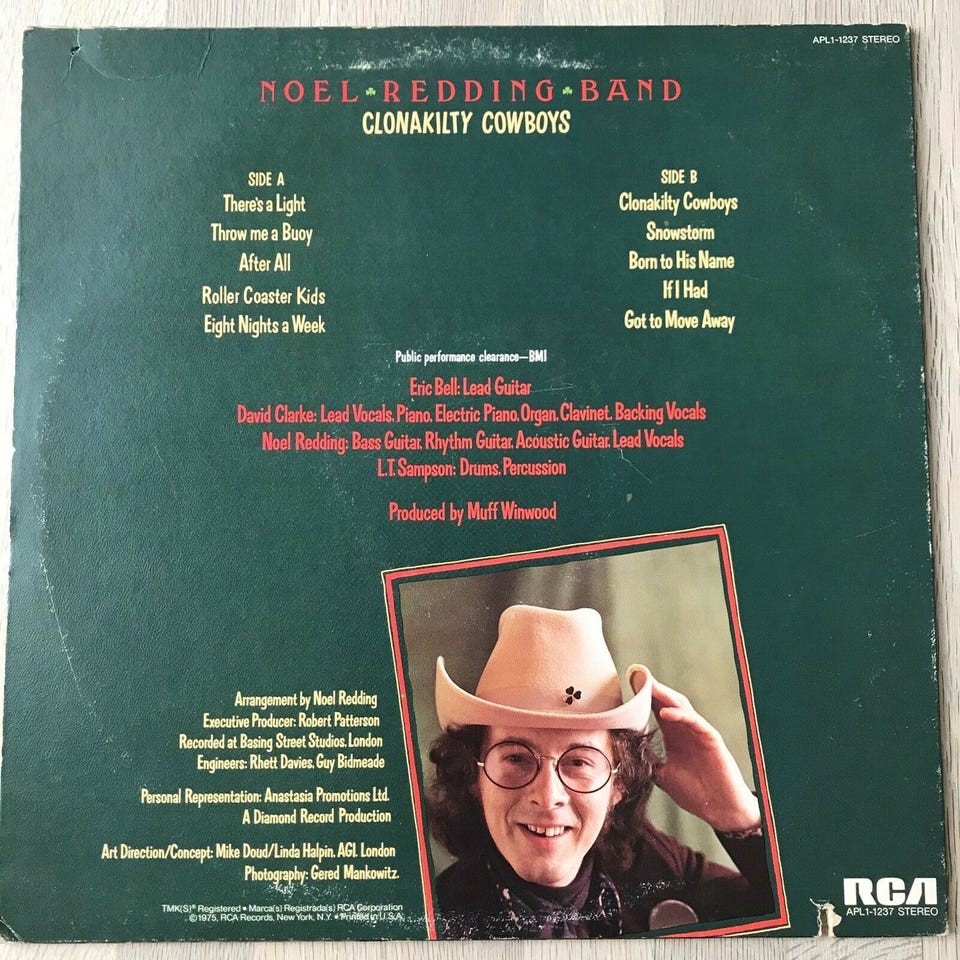 APL1-1237 STEREO
NOEL ☘ REDDING ☘ BAND
CLONAKILTY COWBOYS
SIDE A
There's a Light
Throw me a Buoy
After All
Roller Coaster Kids
Eight Nights a Week
SIDE B
Clonakilty Cowboys
Snowstorm
Born to His Name
If I Had
Got to Move Away
Public performance clearance—BMI
Eric Bell: Lead Guitar
David Clarke: Lead Vocals, Piano, Electric Piano, Organ, Clavinet, Backing Vocals
Noel Redding: Bass Guitar, Rhythm Guitar, Acoustic Guitar, Lead Vocals
L.T. Sampson: Drums, Percussion
Produced by Muff Winwood
Arrangement by Noel Redding
Executive Producer: Robert Patterson
Recorded at Basing Street Studios, London
Engineers: Rhett Davies, Guy Bidmeade
Personal Representation: Anastasia Promotions Ltd.
A Diamond Record Production
Art Direction/Concept: Mike Doud/Linda Halpin, AGI, London
Photography: Gered Mankowitz.
TMK(S)® Registered • Marca(s) Registrada(s) RCA Corporation
©1975, RCA Records, New York, N.Y. • Printed in U.S.A.
RCA
APL1-1237 STEREO